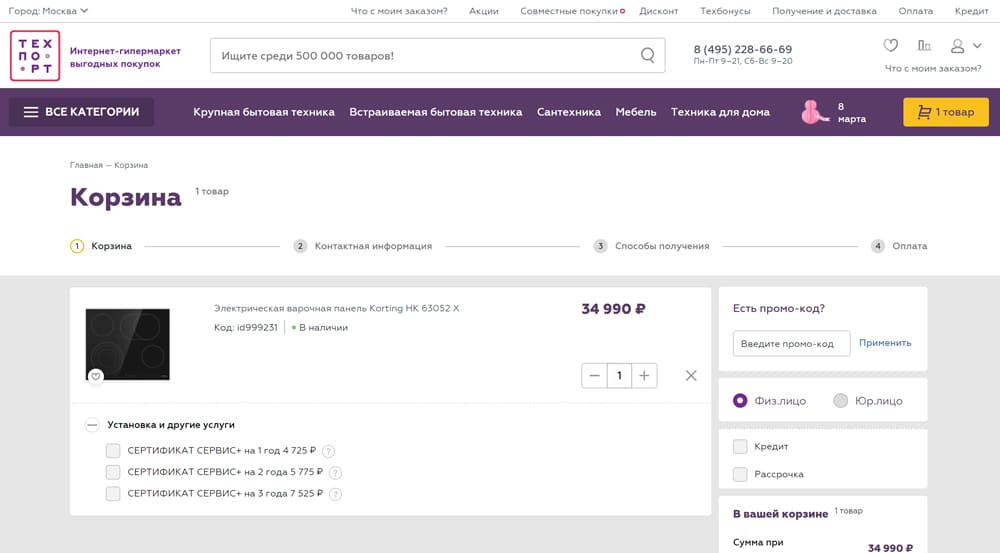 Город: Москва
Что с моим заказом?
Акции
Совместные покупки
Дисконт
Техбонусы
Получение и доставка
Оплата
Кредит
ТЕХ
ПО
РТ
Интернет-гипермаркет
выгодных покупок
Ищите среди 500 000 товаров!
8 (495) 228-66-69
Пн-Пт 9–21, Сб-Вс 9–20
Что с моим заказом?
ВСЕ КАТЕГОРИИ
Крупная бытовая техника
Встраиваемая бытовая техника
Сантехника
Мебель
Техника для дома
8
марта
1 товар
Главная — Корзина
Корзина
1 товар
1 Корзина
2 Контактная информация
3 Способы получения
4 Оплата
Электрическая варочная панель Korting HK 63052 X
34 990 ₽
Код: id999231
В наличии
1
Установка и другие услуги
СЕРТИФИКАТ СЕРВИС+ на 1 год 4 725 ₽ ?
СЕРТИФИКАТ СЕРВИС+ на 2 года 5 775 ₽ ?
СЕРТИФИКАТ СЕРВИС+ на 3 года 7 525 ₽ ?
Есть промо-код?
Введите промо-код
Применить
Физ.лицо
Юр.лицо
Кредит
Рассрочка
В вашей корзине
1 товар
Сумма при
34 990 ₽